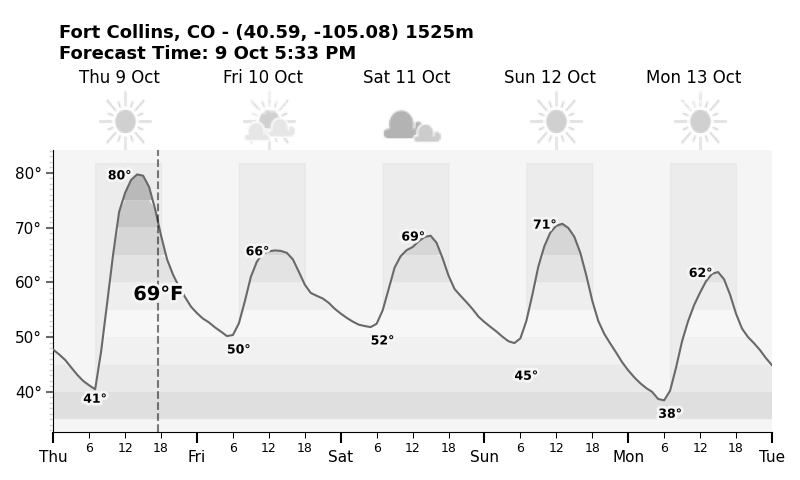 Fort Collins, CO - (40.59, -105.08) 1525m
Forecast Time: 9 Oct 5:33 PM
Thu 9 Oct Fri 10 Oct Sat 11 Oct Sun 12 Oct Mon 13 Oct
80°
70°
60°
50°
40°
80°
66°
69°
71°
62°
69°F
41°
50°
52°
45°
38°
6 12 18 6 12 18 6 12 18 6 12 18 6 12 18
Thu Fri Sat Sun Mon Tue